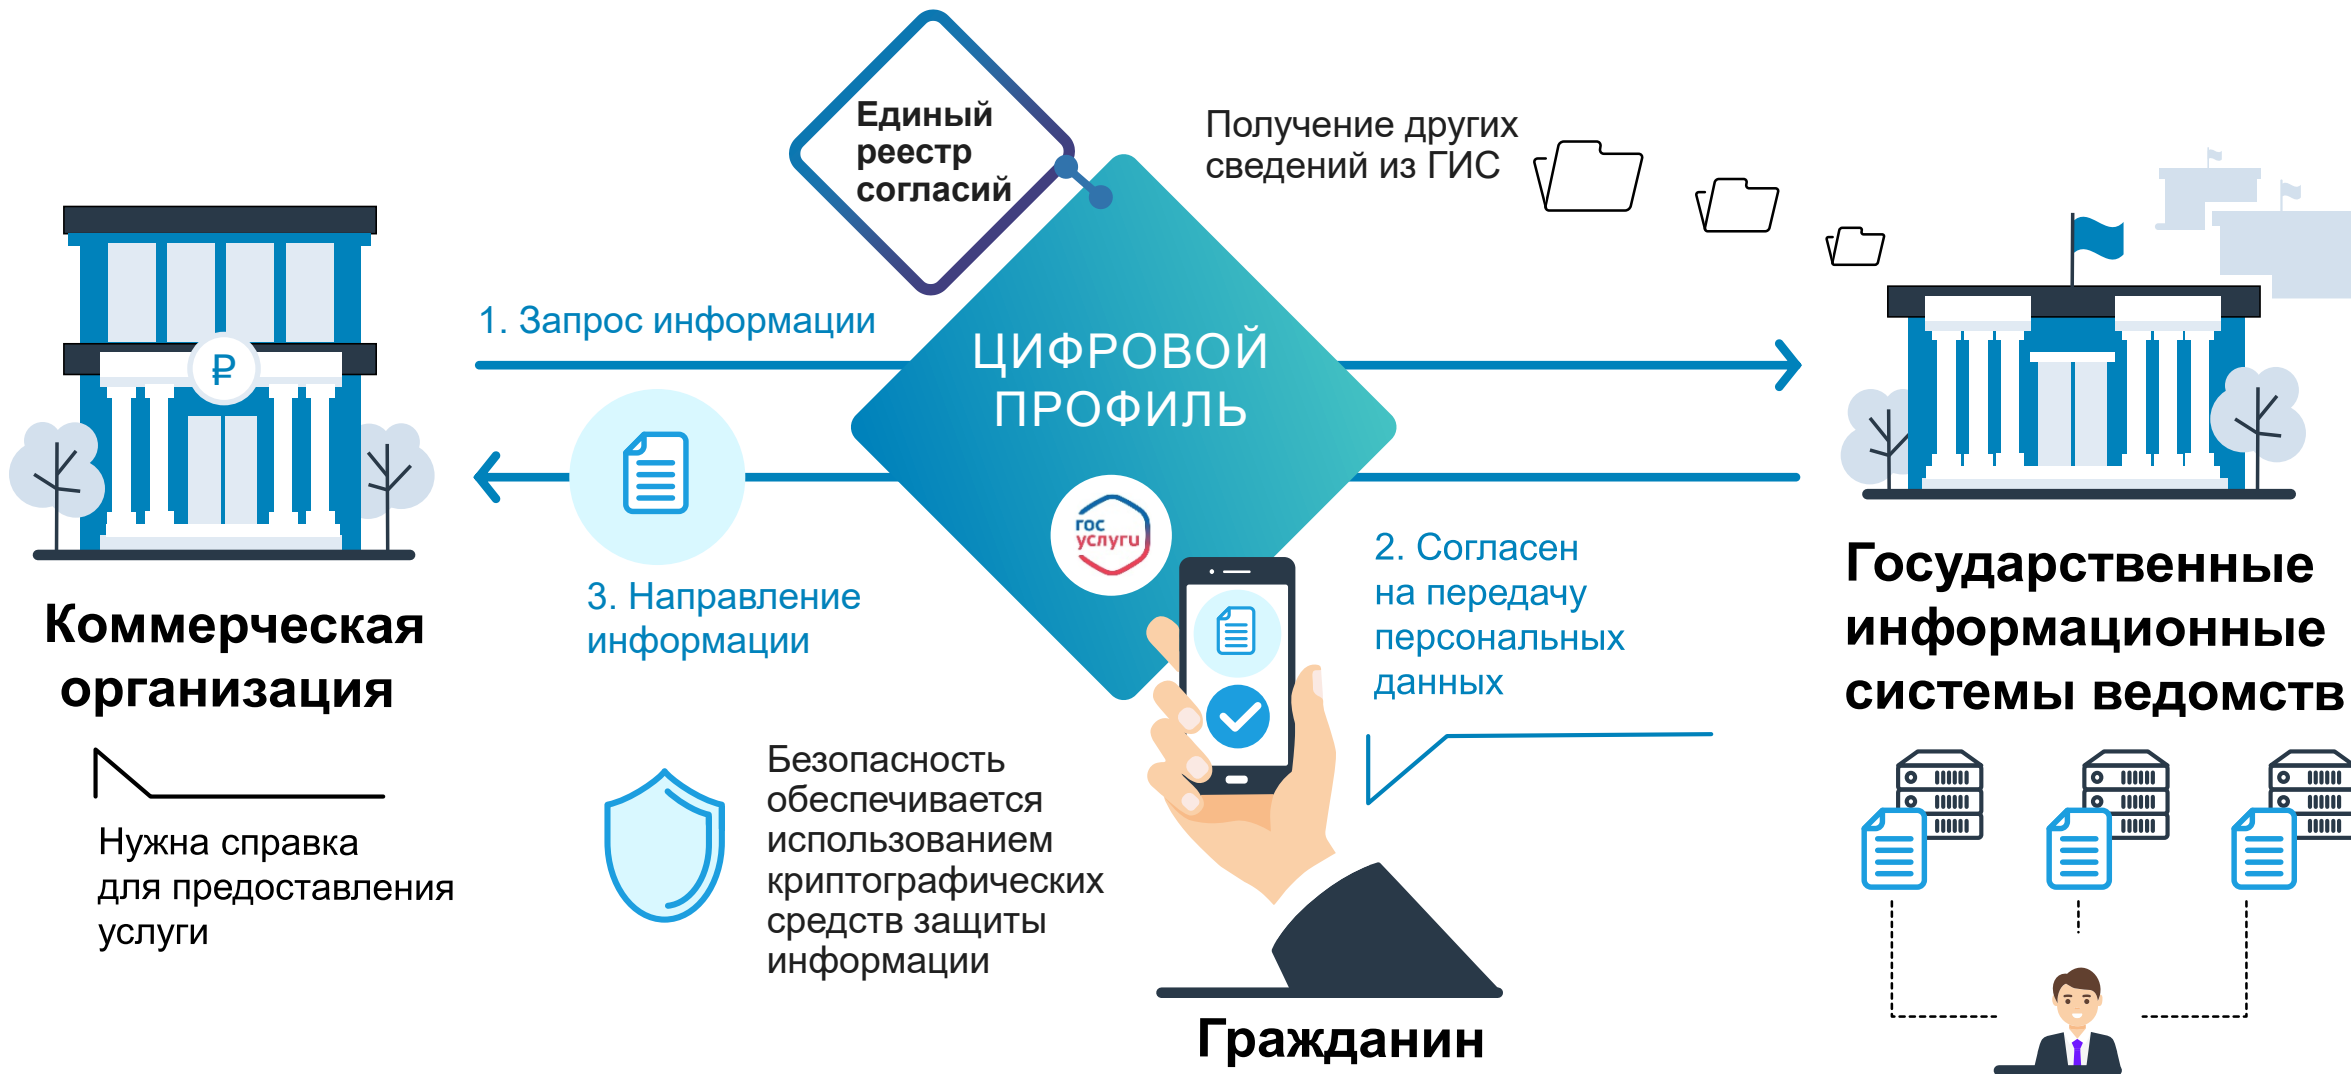 Единый
реестр
согласий
Получение других
сведений из ГИС
1. Запрос информации
ЦИФРОВОЙ
ПРОФИЛЬ
₽
гос
услуги
2. Согласен
на передачу
персональных
данных
3. Направление
информации
Коммерческая
организация
Государственные
информационные
системы ведомств
Нужна справка
для предоставления
услуги
Безопасность
обеспечивается
использованием
криптографических
средств защиты
информации
Гражданин